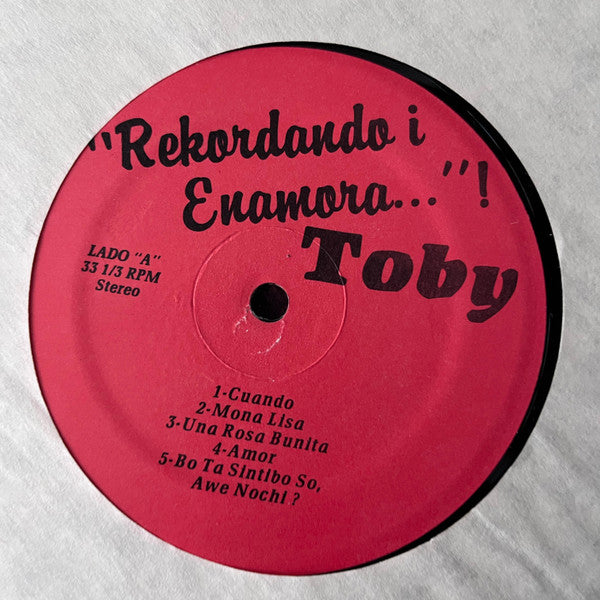 "Rekordando i
Enamora..."!
Toby
LADO "A"
33 1/3 RPM
Stereo
1-Cuando
2-Mona Lisa
3-Una Rosa Bunita
4-Amor
5-Bo Ta Sintibo So,
Awe Nochi ?